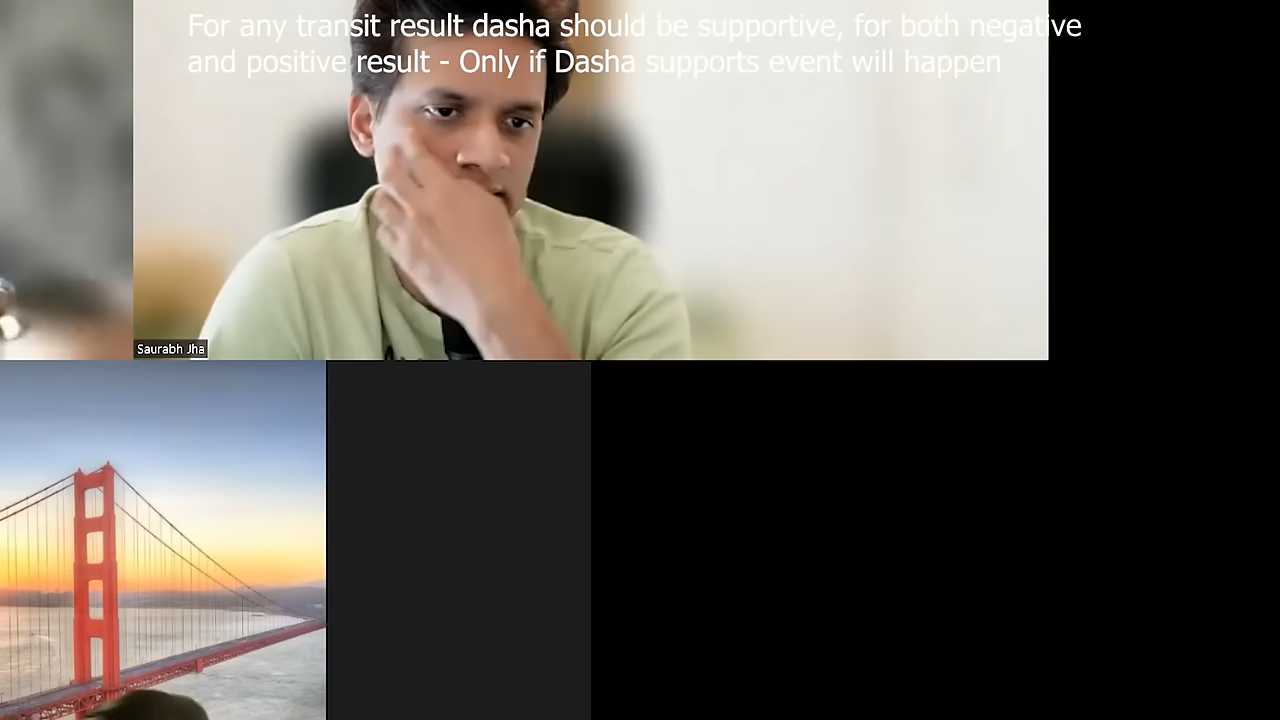 For any transit result dasha should be supportive, for both negative
and positive result - Only if Dasha supports event will happen
Saurabh Jha